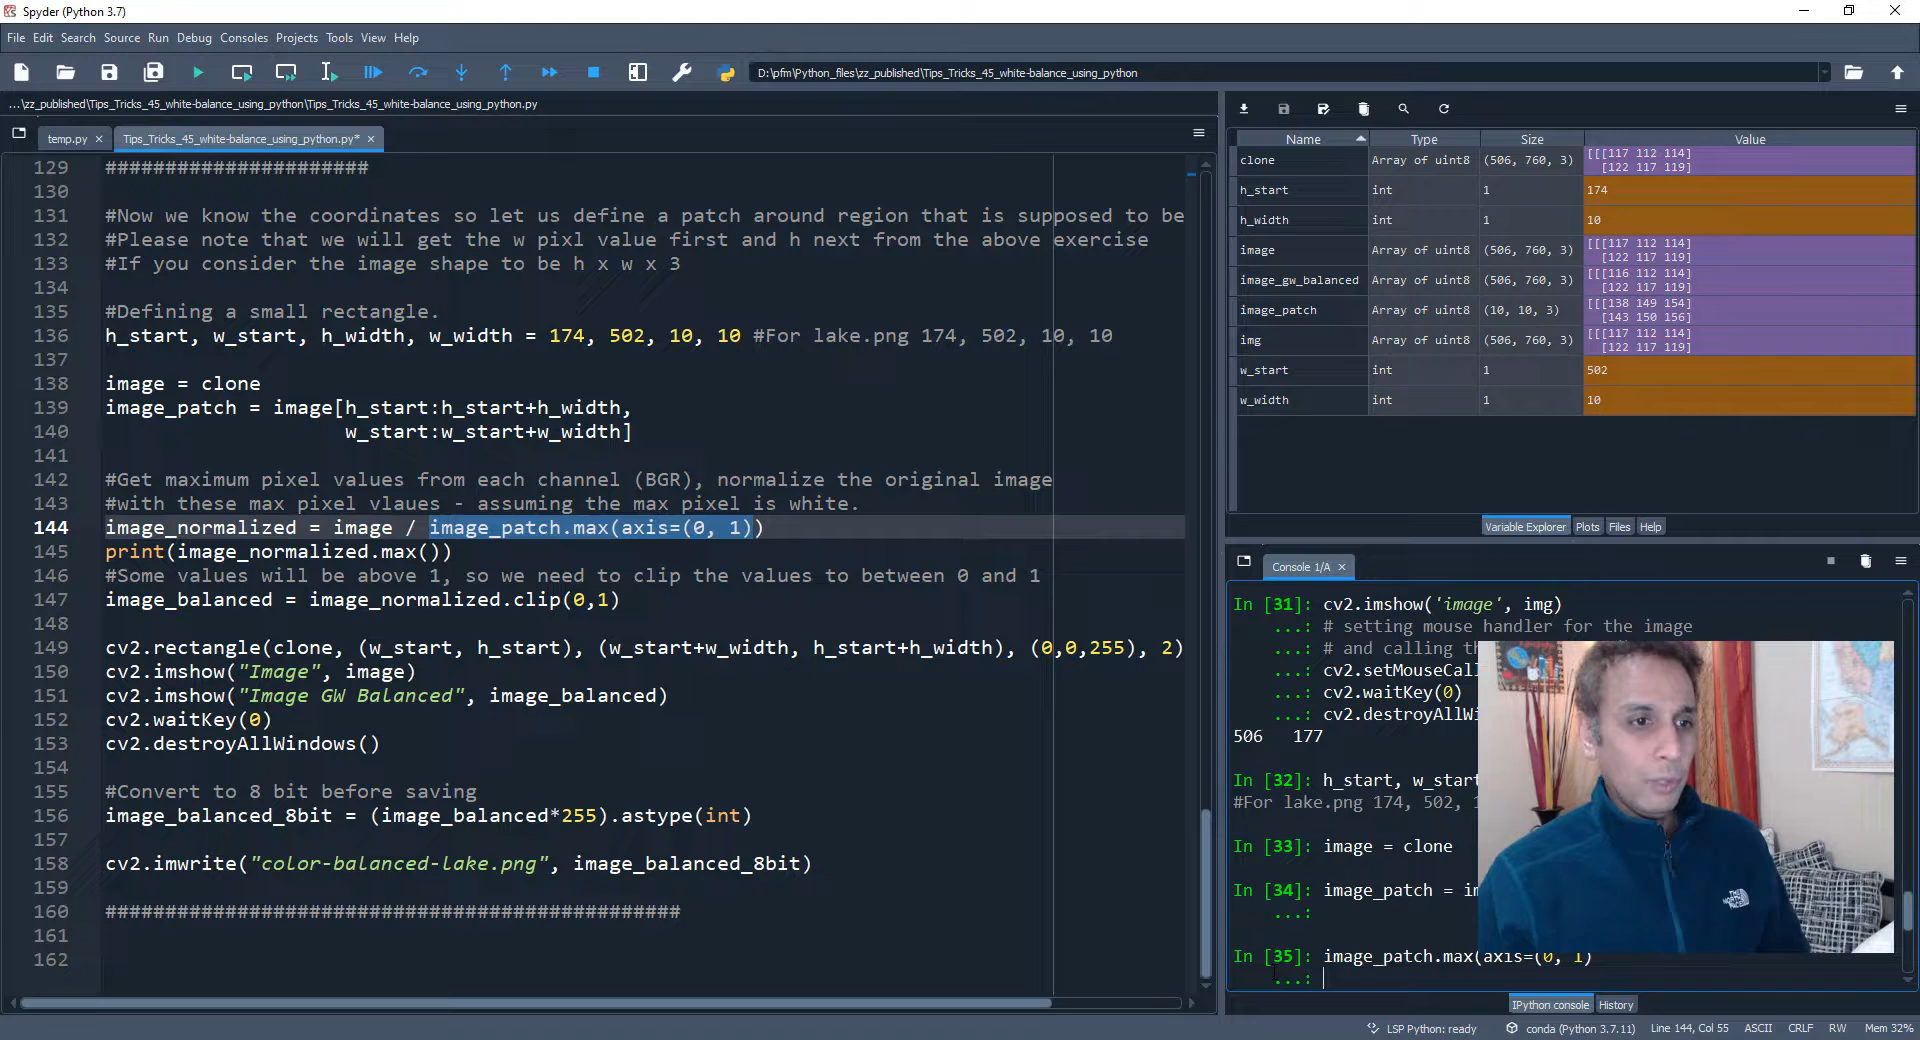 Spyder (Python 3.7)
File Edit Search Source Run Debug Consoles Projects Tools View Help
D:\pfm\Python_files\zz_published\Tips_Tricks_45_white-balance_using_python
...\zz_published\Tips_Tricks_45_white-balance_using_python\Tips_Tricks_45_white-balance_using_python.py
temp.py Tips_Tricks_45_white-balance_using_python.py*
129 ######################
130
131 #Now we know the coordinates so let us define a patch around region that is supposed to be
132 #Please note that we will get the w pixl value first and h next from the above exercise
133 #If you consider the image shape to be h x w x 3
134
135 #Defining a small rectangle.
136 h_start, w_start, h_width, w_width = 174, 502, 10, 10 #For lake.png 174, 502, 10, 10
137
138 image = clone
139 image_patch = image[h_start:h_start+h_width,
140 w_start:w_start+w_width]
141
142 #Get maximum pixel values from each channel (BGR), normalize the original image
143 #with these max pixel vlaues - assuming the max pixel is white.
144 image_normalized = image / image_patch.max(axis=(0, 1))
145 print(image_normalized.max())
146 #Some values will be above 1, so we need to clip the values to between 0 and 1
147 image_balanced = image_normalized.clip(0,1)
148
149 cv2.rectangle(clone, (w_start, h_start), (w_start+w_width, h_start+h_width), (0,0,255), 2)
150 cv2.imshow("Image", image)
151 cv2.imshow("Image GW Balanced", image_balanced)
152 cv2.waitKey(0)
153 cv2.destroyAllWindows()
154
155 #Convert to 8 bit before saving
156 image_balanced_8bit = (image_balanced*255).astype(int)
157
158 cv2.imwrite("color-balanced-lake.png", image_balanced_8bit)
159
160 ################################################
161
162
Name Type Size Value
clone Array of uint8 (506, 760, 3) [[[117 112 114]
[122 117 119]
h_start int 1 174
h_width int 1 10
image Array of uint8 (506, 760, 3) [[[117 112 114]
[122 117 119]
image_gw_balanced Array of uint8 (506, 760, 3) [[[116 112 114]
[122 117 119]
image_patch Array of uint8 (10, 10, 3) [[[138 149 154]
[143 150 156]
img Array of uint8 (506, 760, 3) [[[117 112 114]
[122 117 119]
w_start int 1 502
w_width int 1 10
Variable Explorer Plots Files Help
Console 1/A
In [31]: cv2.imshow('image', img)
...: # setting mouse handler for the image
...: # and calling th
...: cv2.setMouseCall
...: cv2.waitKey(0)
...: cv2.destroyAllWi
506 177
In [32]: h_start, w_start
#For lake.png 174, 502, 1
In [33]: image = clone
In [34]: image_patch = im
...:
In [35]: image_patch.max(axis=(0, 1)
...:
THE NORTH FACE
IPython console History
LSP Python: ready conda (Python 3.7.11) Line 144, Col 55 ASCII CRLF RW Mem 32%